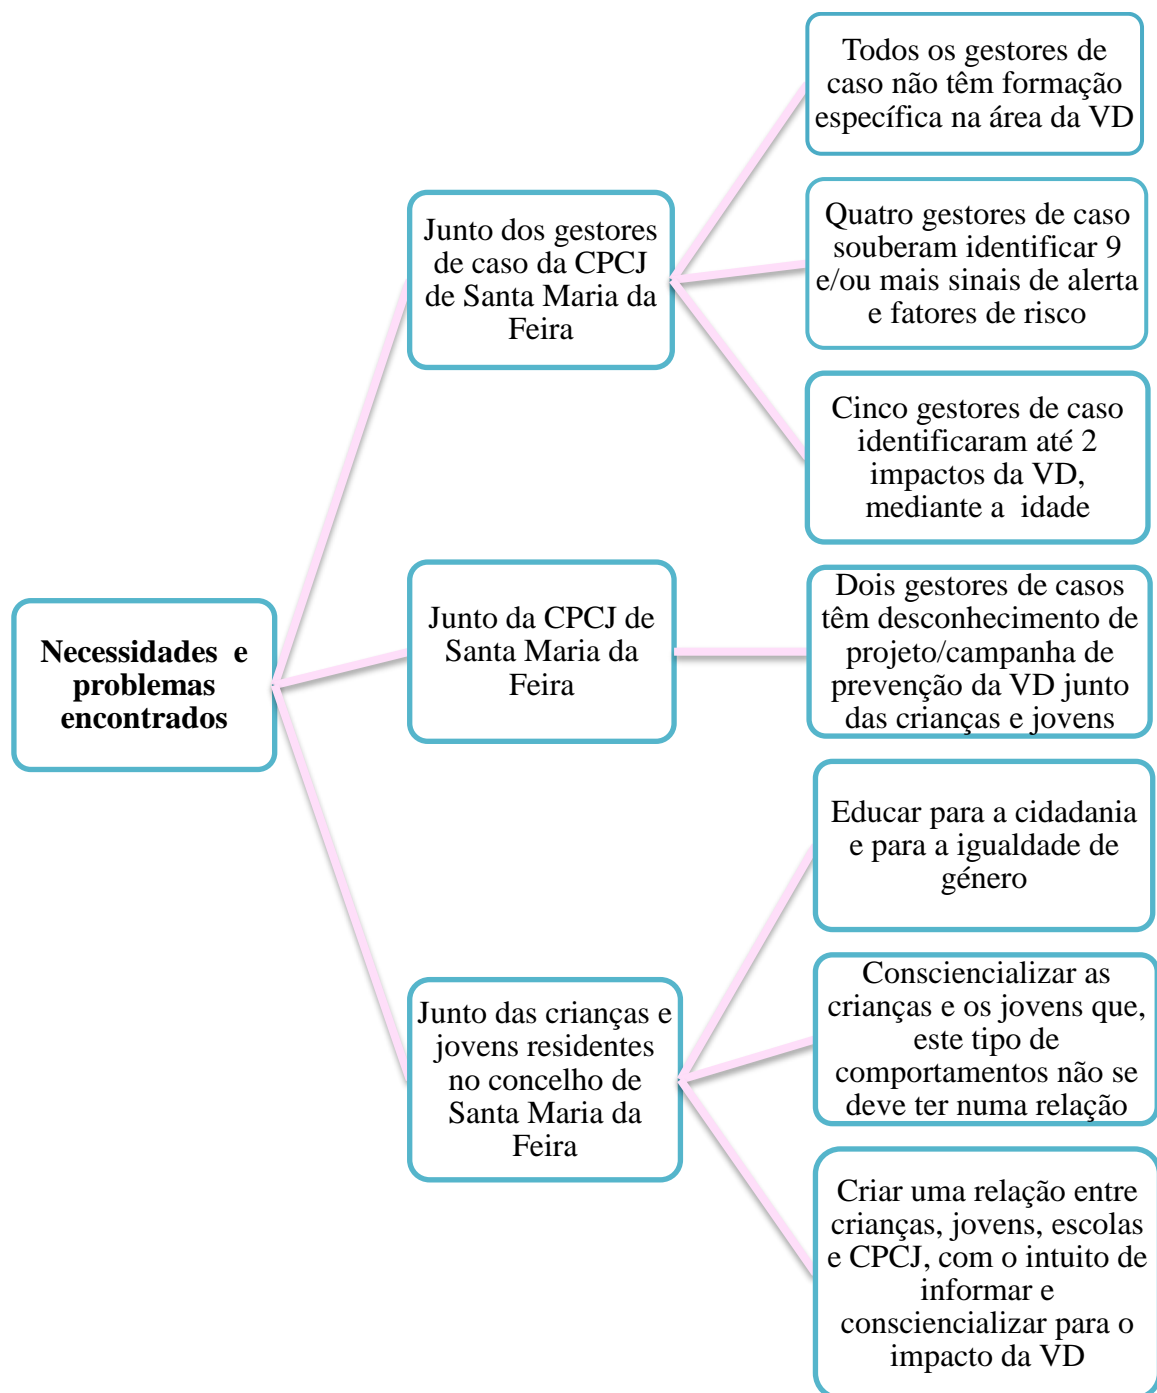 Necessidades e
problemas
encontrados
Junto dos gestores
de caso da CPCJ
de Santa Maria da
Feira
Todos os gestores de
caso não têm formação
específica na área da VD
Quatro gestores de caso
souberam identificar 9
e/ou mais sinais de alerta
e fatores de risco
Cinco gestores de caso
identificaram até 2
impactos da VD,
mediante a idade
Junto da CPCJ de
Santa Maria da
Feira
Dois gestores de casos
têm desconhecimento de
projeto/campanha de
prevenção da VD junto
das crianças e jovens
Junto das crianças e
jovens residentes
no concelho de
Santa Maria da
Feira
Educar para a cidadania
e para a igualdade de
género
Consciencializar as
crianças e os jovens que,
este tipo de
comportamentos não se
deve ter numa relação
Criar uma relação entre
crianças, jovens, escolas
e CPCJ, com o intuito de
informar e
consciencializar para o
impacto da VD